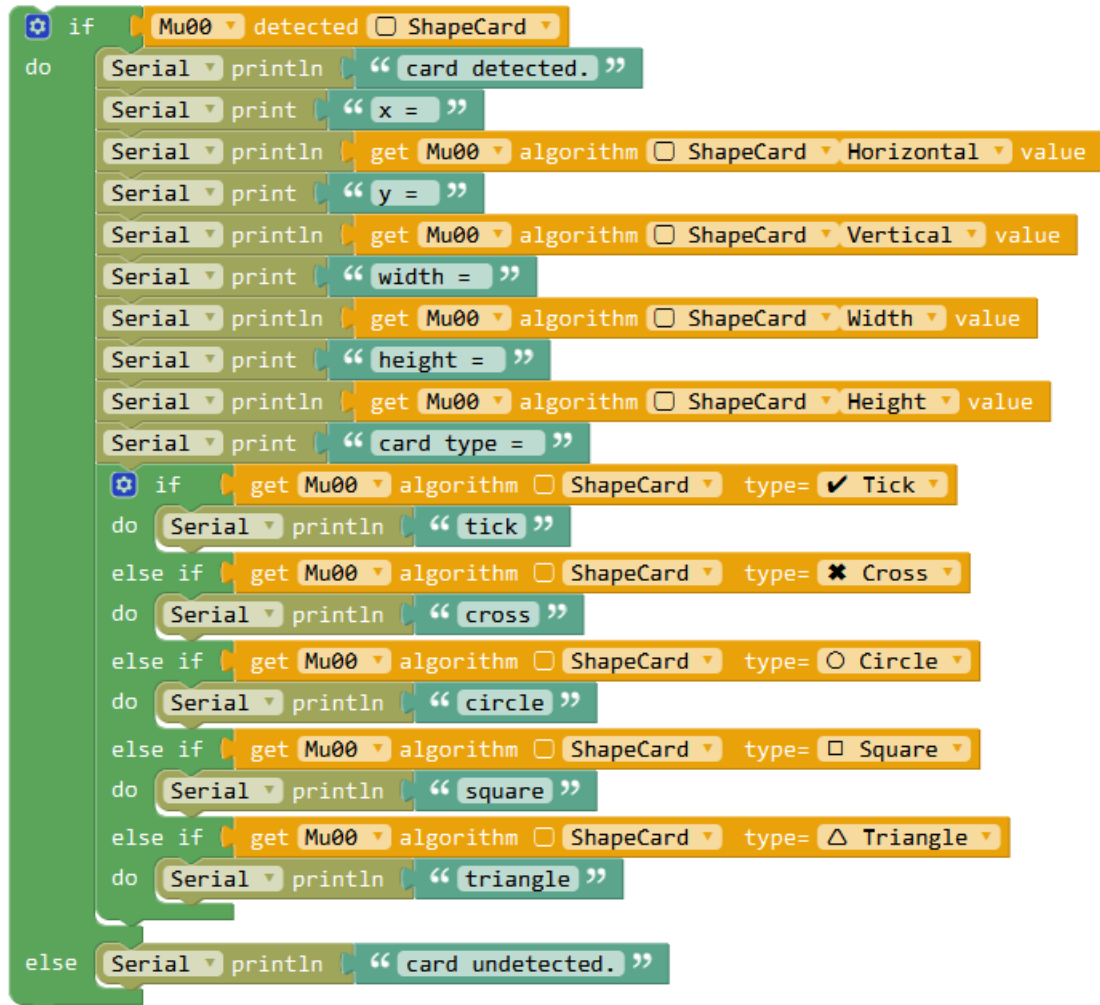 if Mu00 detected ShapeCard
do Serial println “ card detected. ”
Serial print “ x = ”
Serial println get Mu00 algorithm ShapeCard Horizontal value
Serial print “ y = ”
Serial println get Mu00 algorithm ShapeCard Vertical value
Serial print “ width = ”
Serial println get Mu00 algorithm ShapeCard Width value
Serial print “ height = ”
Serial println get Mu00 algorithm ShapeCard Height value
Serial print “ card type = ”
if get Mu00 algorithm ShapeCard type= ✔ Tick
do Serial println “ tick ”
else if get Mu00 algorithm ShapeCard type= ✖ Cross
do Serial println “ cross ”
else if get Mu00 algorithm ShapeCard type= ○ Circle
do Serial println “ circle ”
else if get Mu00 algorithm ShapeCard type= □ Square
do Serial println “ square ”
else if get Mu00 algorithm ShapeCard type= △ Triangle
do Serial println “ triangle ”
else Serial println “ card undetected. ”